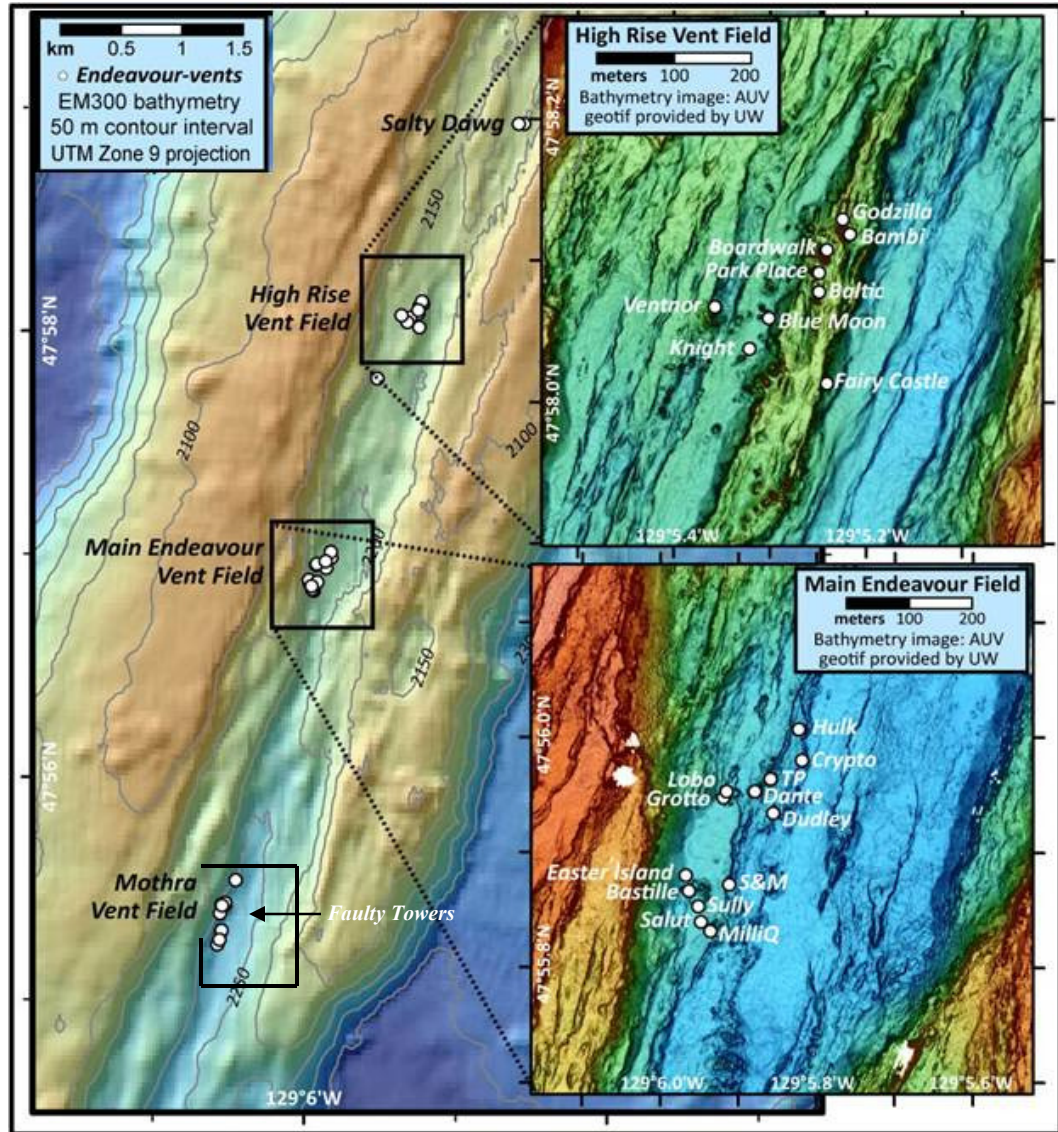 km 0.5 1 1.5
Endeavour-vents
EM300 bathymetry
50 m contour interval
UTM Zone 9 projection
Salty Dawg
2150
High Rise
Vent Field
47°58'N
2100
2100
Main Endeavour
Vent Field
2200
2150
47°56'N
Mothra
Vent Field
Faulty Towers
2250
129°6'W
High Rise Vent Field
meters 100 200
Bathymetry image: AUV
geotif provided by UW
47°58.2'N
Godzilla
Bambi
Boardwalk
Park Place
Baltic
Ventnor
Blue Moon
Knight
Fairy Castle
47°58.0'N
129°5.4'W 129°5.2'W
Main Endeavour Field
meters 100 200
Bathymetry image: AUV
geotif provided by UW
47°56.0'N
Hulk
Crypto
TP
Lobo
Dante
Grotto
Dudley
Easter Island
S&M
Bastille
Sully
Salut
MilliQ
47°55.8'N
129°6.0'W 129°5.8'W 129°5.6'W